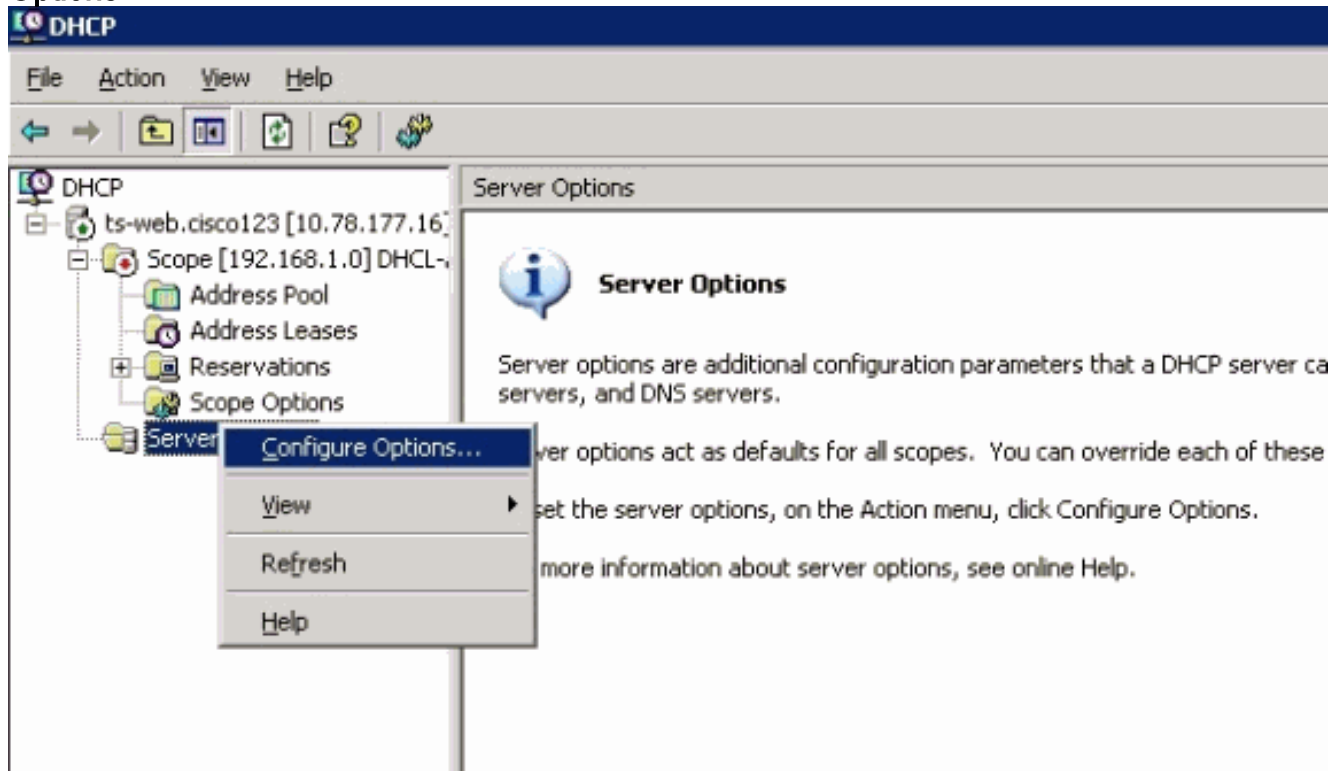 DHCP
File Action View Help
DHCP
ts-web.cisco123 [10.78.177.16]
Scope [192.168.1.0] DHCL-
Address Pool
Address Leases
Reservations
Scope Options
Server
Configure Options...
View
Refresh
Help
Server Options
Server Options
Server options are additional configuration parameters that a DHCP server ca
servers, and DNS servers.
ver options act as defaults for all scopes. You can override each of these
set the server options, on the Action menu, click Configure Options.
more information about server options, see online Help.